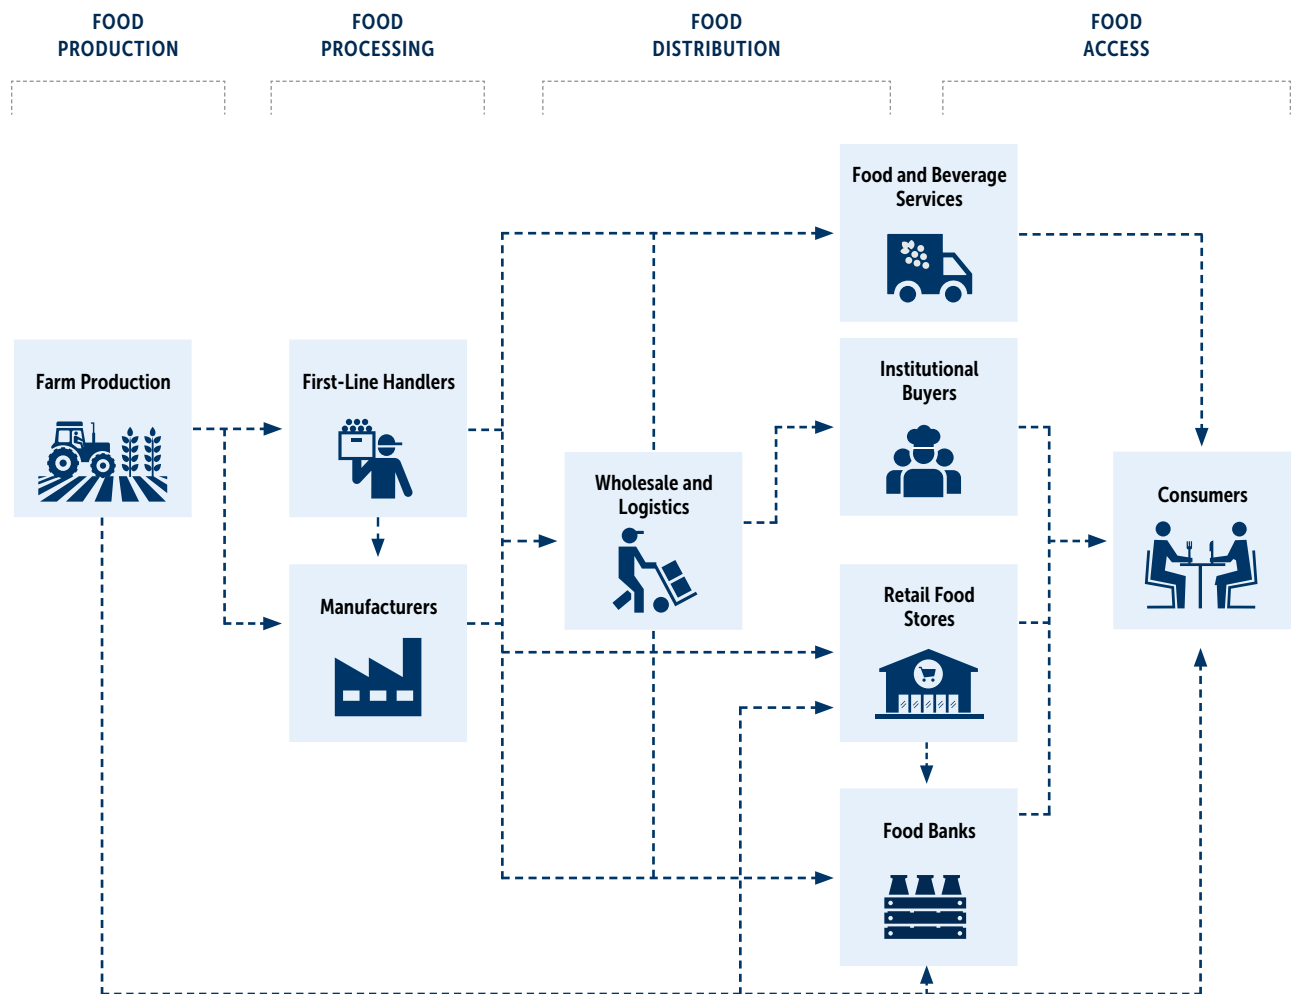 FOOD
PRODUCTION
FOOD
PROCESSING
FOOD
DISTRIBUTION
FOOD
ACCESS
Food and Beverage
Services
Farm Production
First-Line Handlers
Institutional
Buyers
Wholesale and
Logistics
Consumers
Manufacturers
Retail Food
Stores
Food Banks